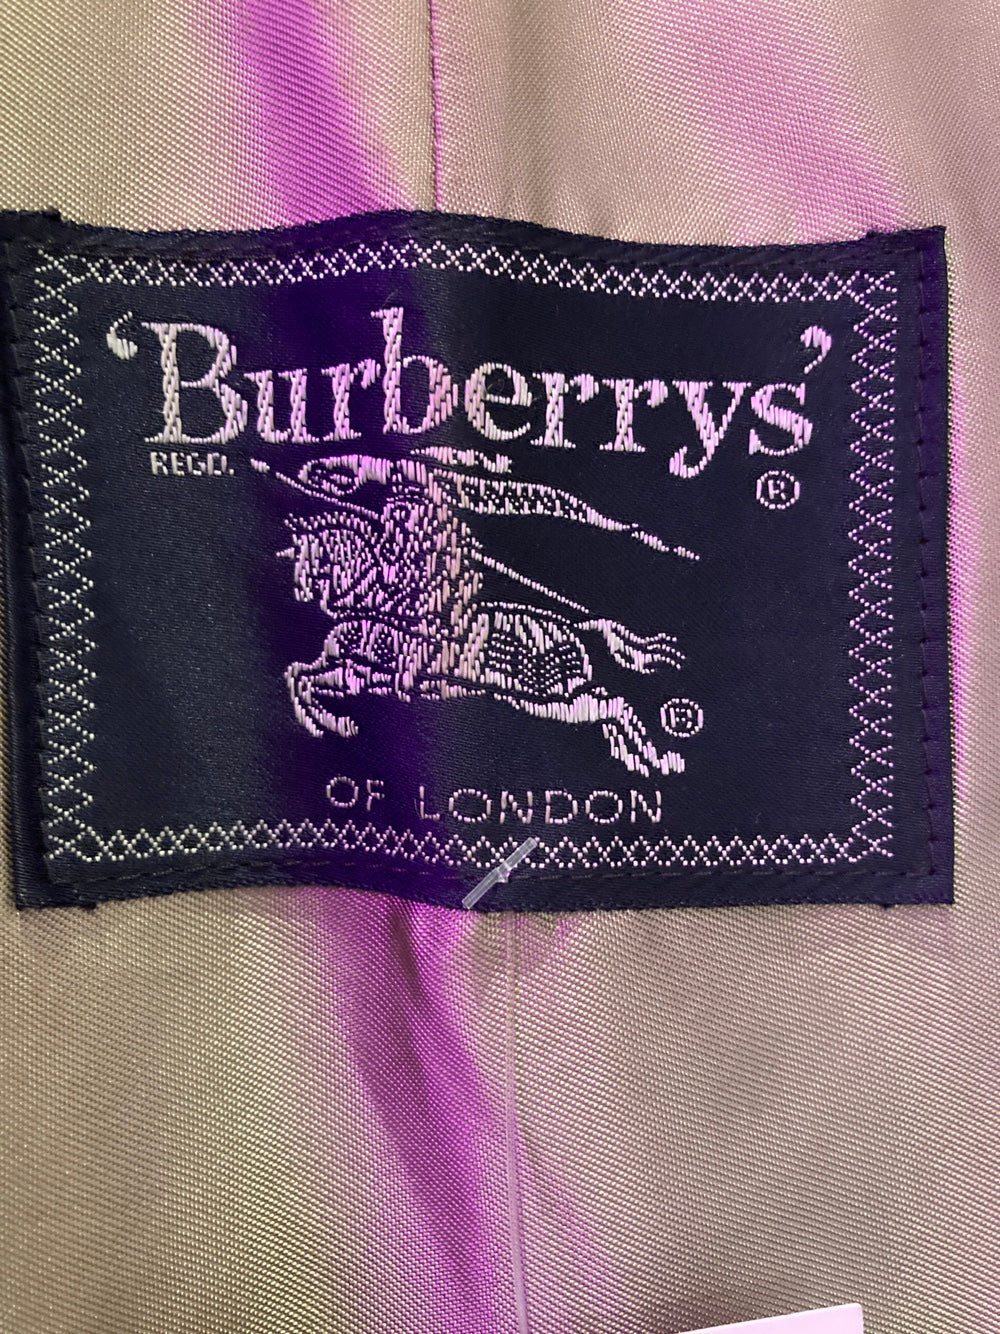 ‘Burberrys’
REGD. ®
®
OF LONDON